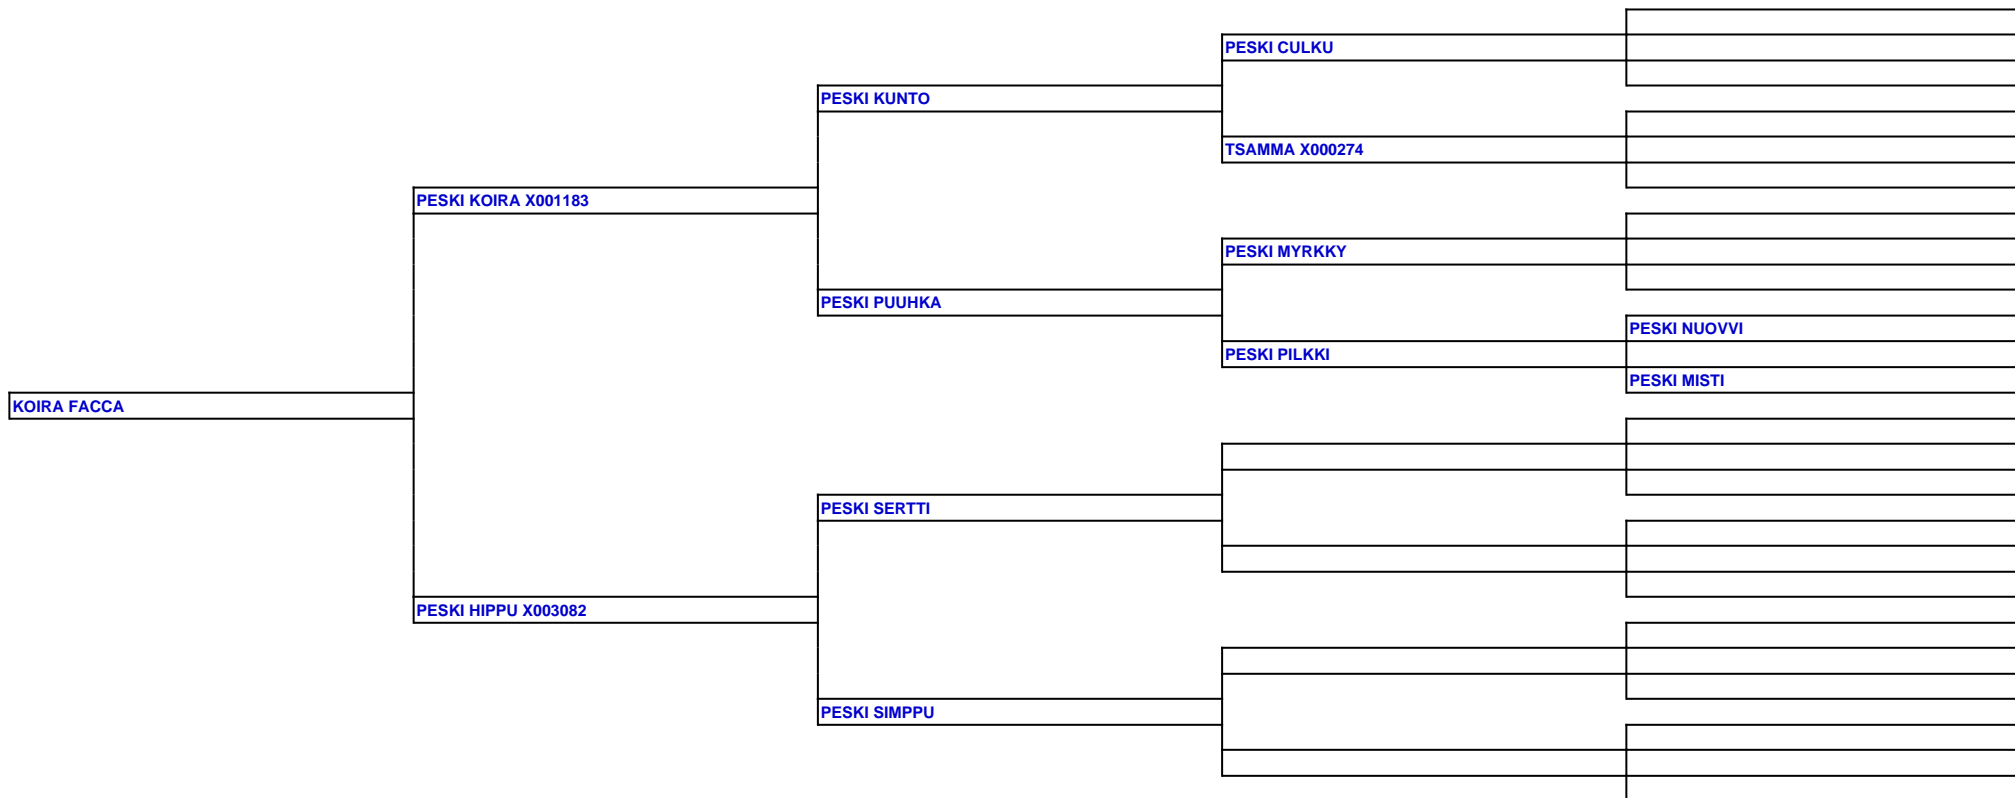 PESKI CULKU
PESKI KUNTO
TSAMMA X000274
PESKI KOIRA X001183
PESKI MYRKKY
PESKI PUUHKA
PESKI NUOVVI
PESKI PILKKI
PESKI MISTI
KOIRA FACCA
PESKI SERTTI
PESKI HIPPU X003082
PESKI SIMPPU